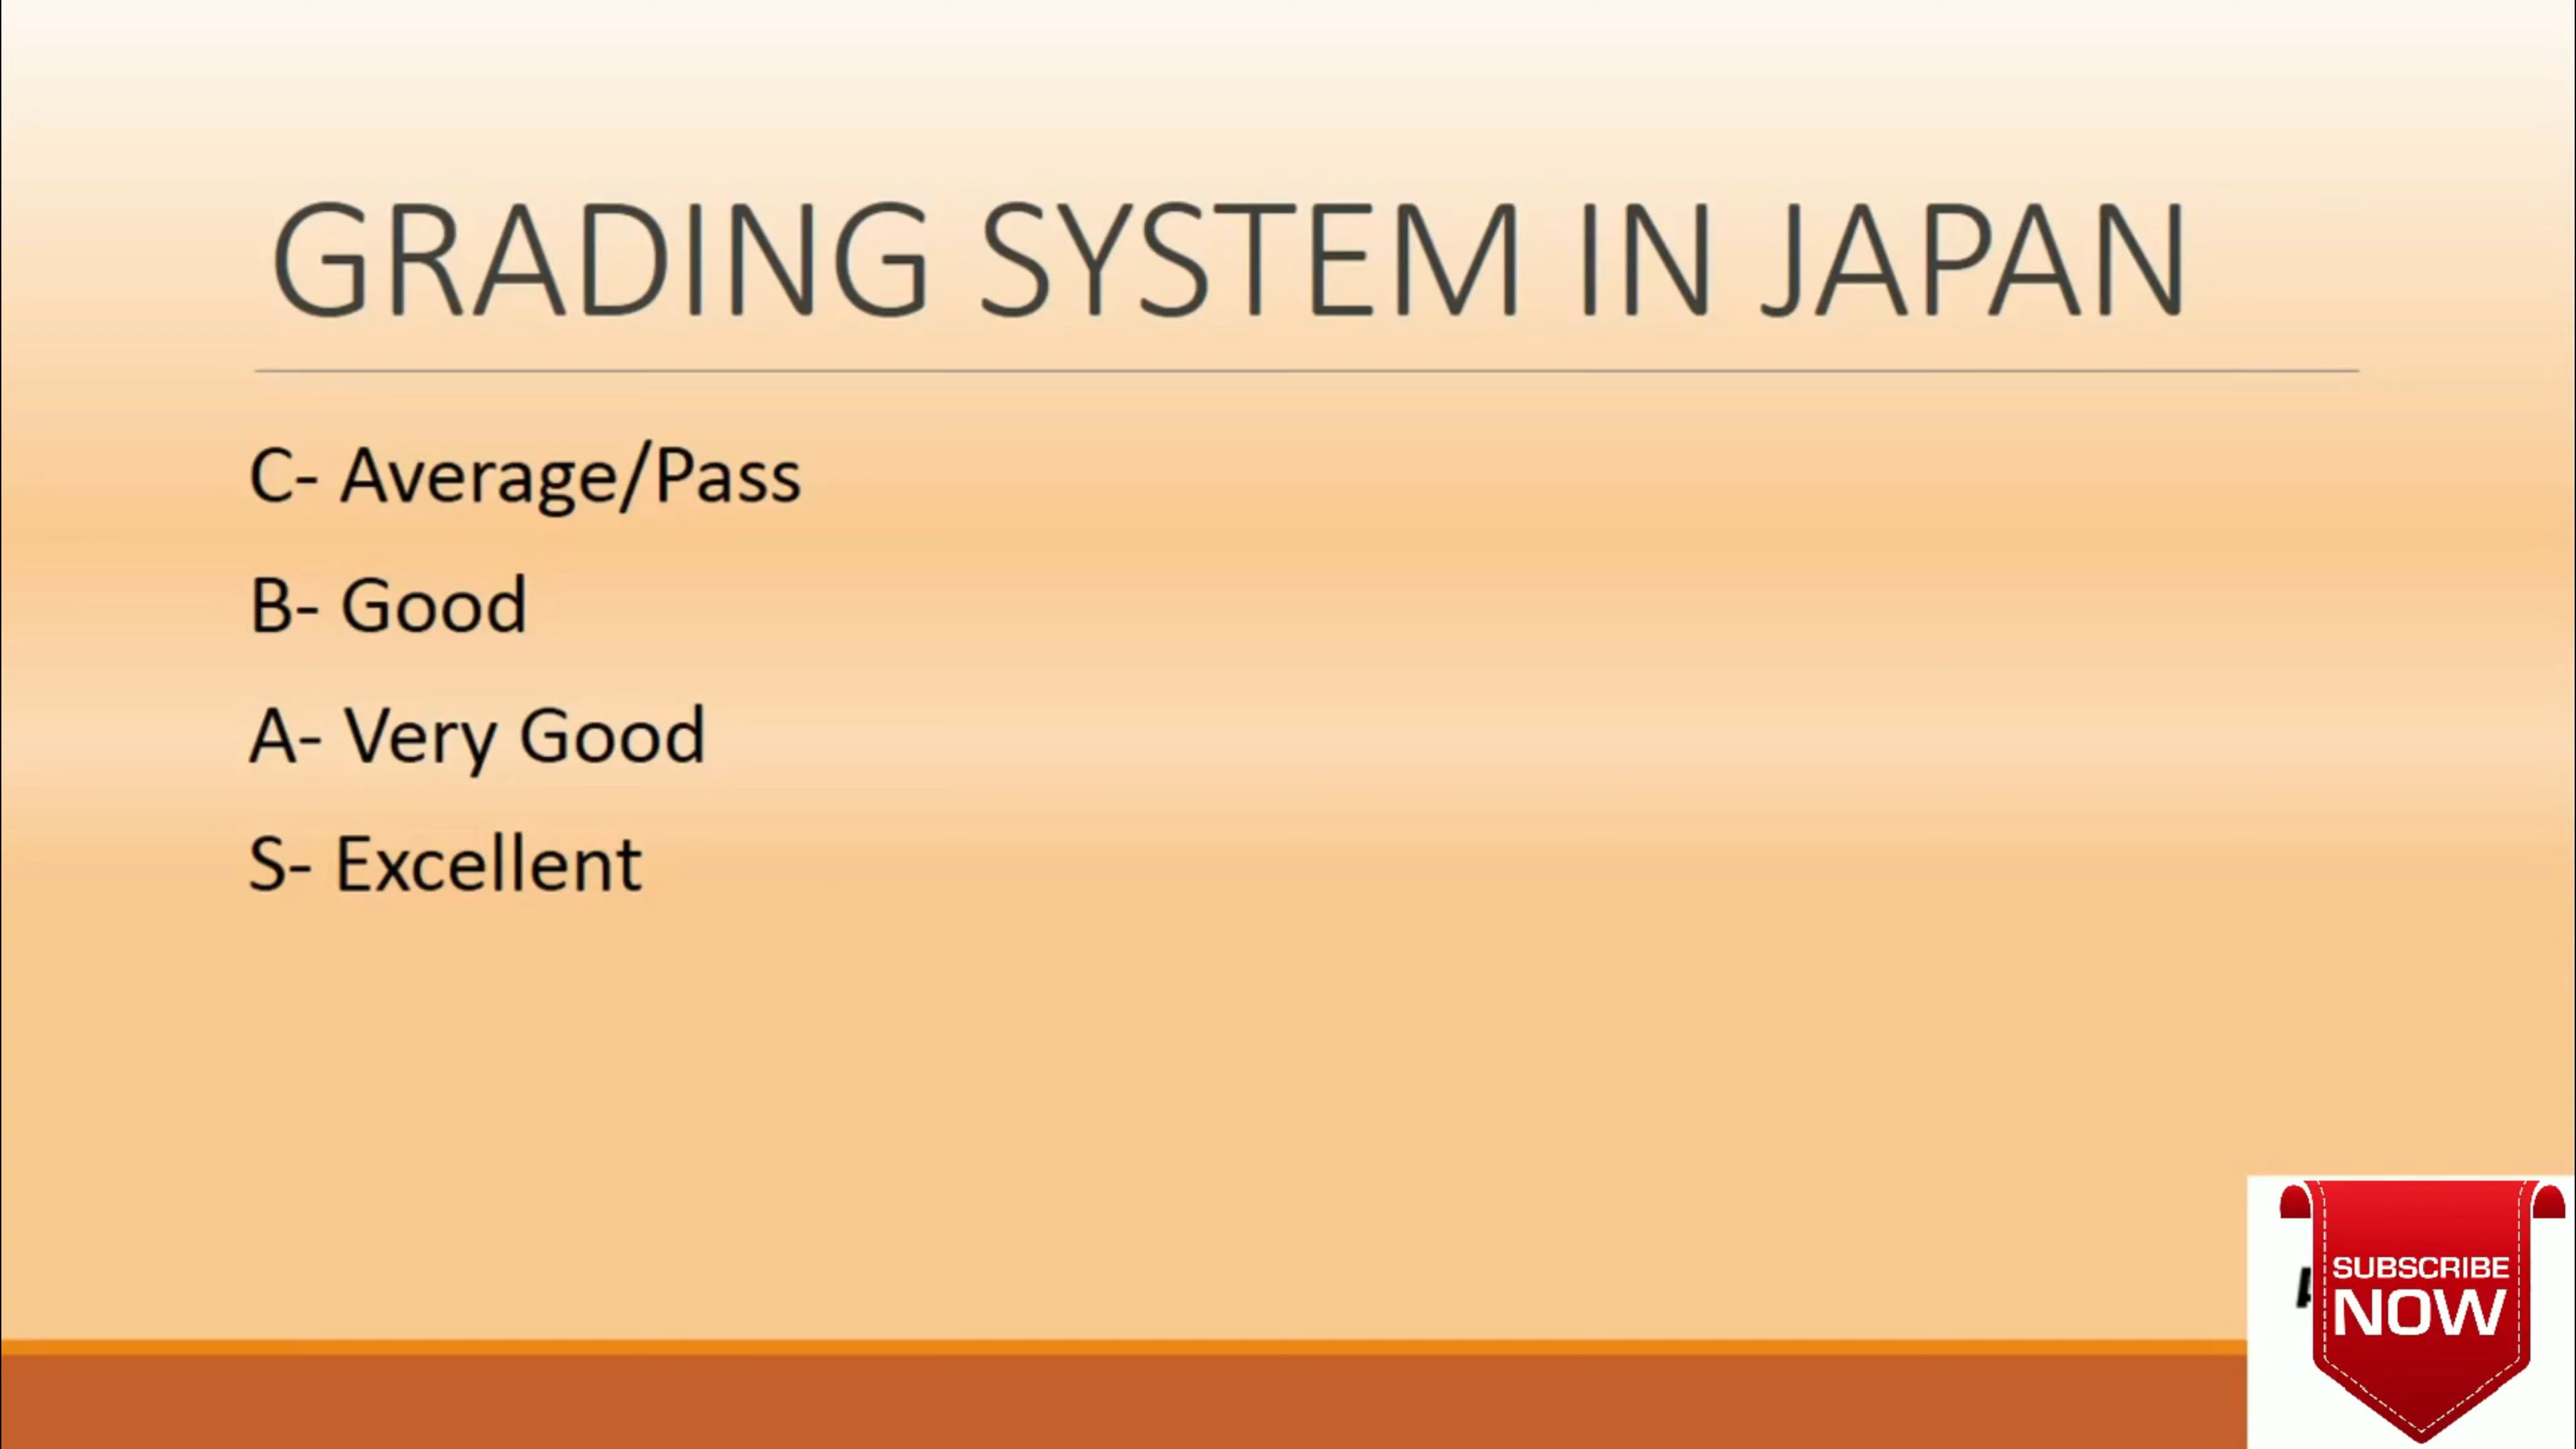 GRADING SYSTEM IN JAPAN
C- Average/Pass
B- Good
A- Very Good
S- Excellent
SUBSCRIBE
NOW